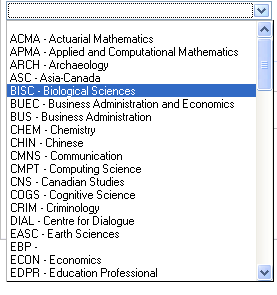 ACMA - Actuarial Mathematics
APMA - Applied and Computational Mathematics
ARCH - Archaeology
ASC - Asia-Canada
BISC - Biological Sciences
BUEC - Business Administration and Economics
BUS - Business Administration
CHEM - Chemistry
CHIN - Chinese
CMNS - Communication
CMPT - Computing Science
CNS - Canadian Studies
COGS - Cognitive Science
CRIM - Criminology
DIAL - Centre for Dialogue
EASC - Earth Sciences
EBP -
ECON - Economics
EDPR - Education Professional